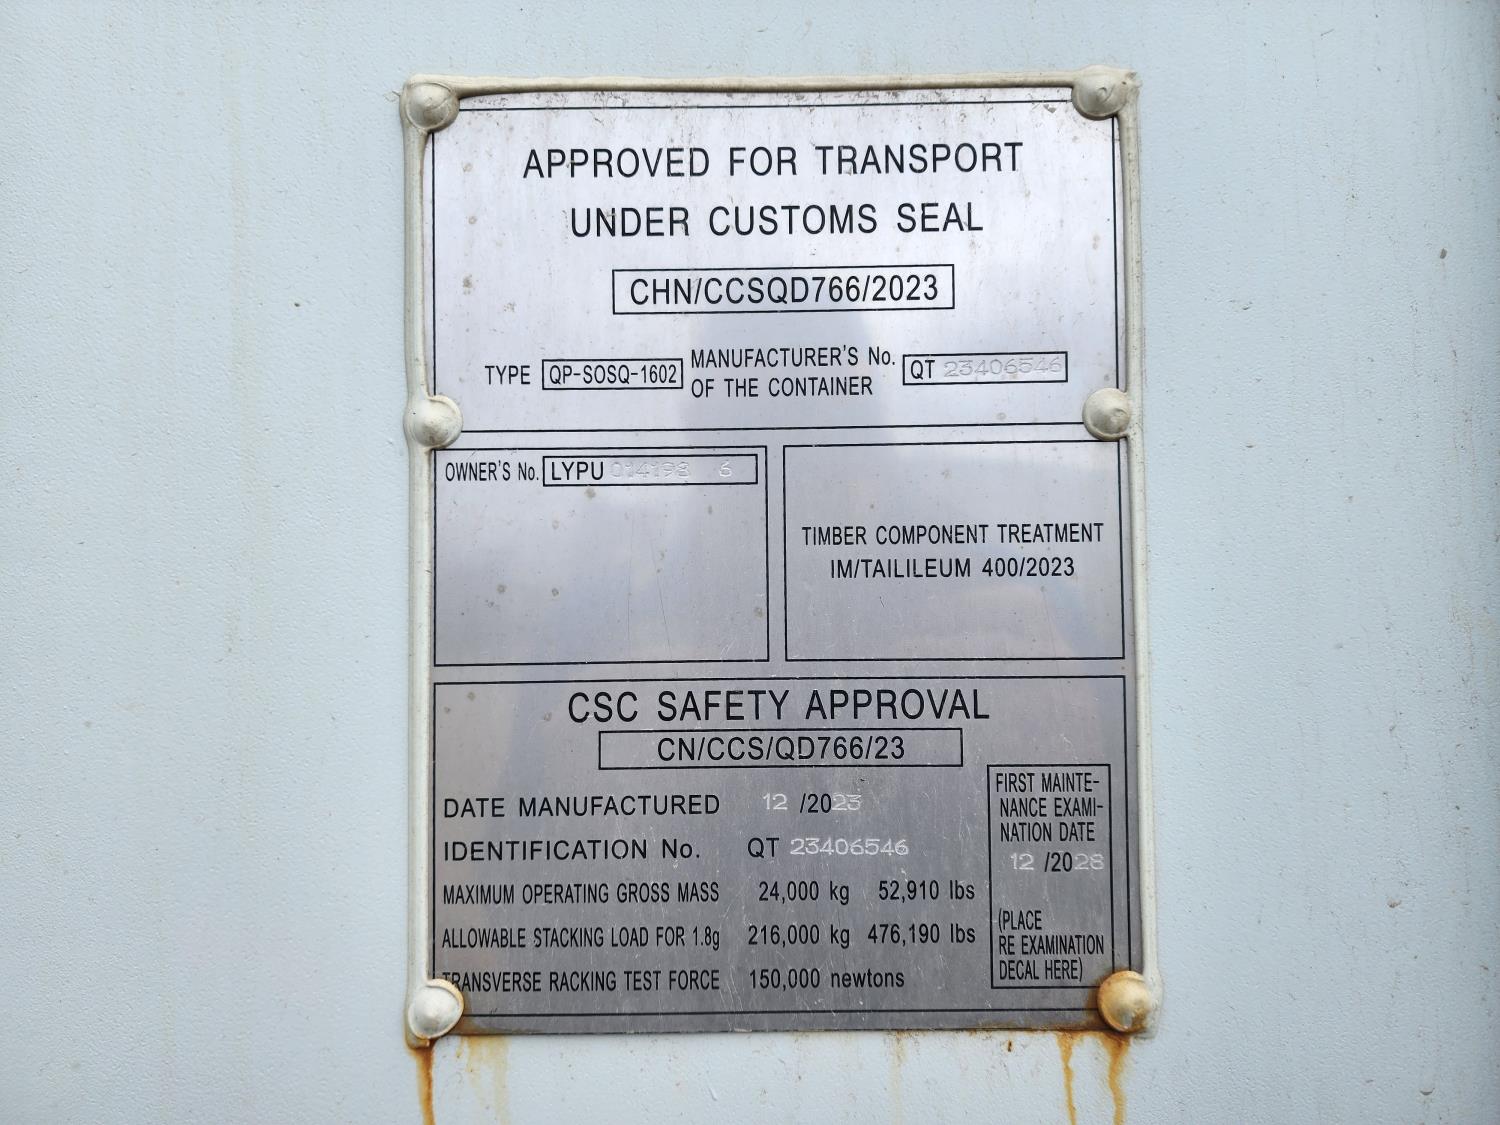 APPROVED FOR TRANSPORT
UNDER CUSTOMS SEAL
CHN/CCSQD766/2023
TYPE QP-SOSQ-1602 MANUFACTURER'S No. OF THE CONTAINER QT 23406546
OWNER'S No. LYPU 014198 6
TIMBER COMPONENT TREATMENT
IM/TAILILEUM 400/2023
CSC SAFETY APPROVAL
CN/CCS/QD766/23
DATE MANUFACTURED 12 /2023
IDENTIFICATION No. QT 23406546
MAXIMUM OPERATING GROSS MASS 24,000 kg 52,910 lbs
ALLOWABLE STACKING LOAD FOR 1.8g 216,000 kg 476,190 lbs
TRANSVERSE RACKING TEST FORCE 150,000 newtons
FIRST MAINTE-
NANCE EXAMI-
NATION DATE
12 /2028
(PLACE
RE EXAMINATION
DECAL HERE)